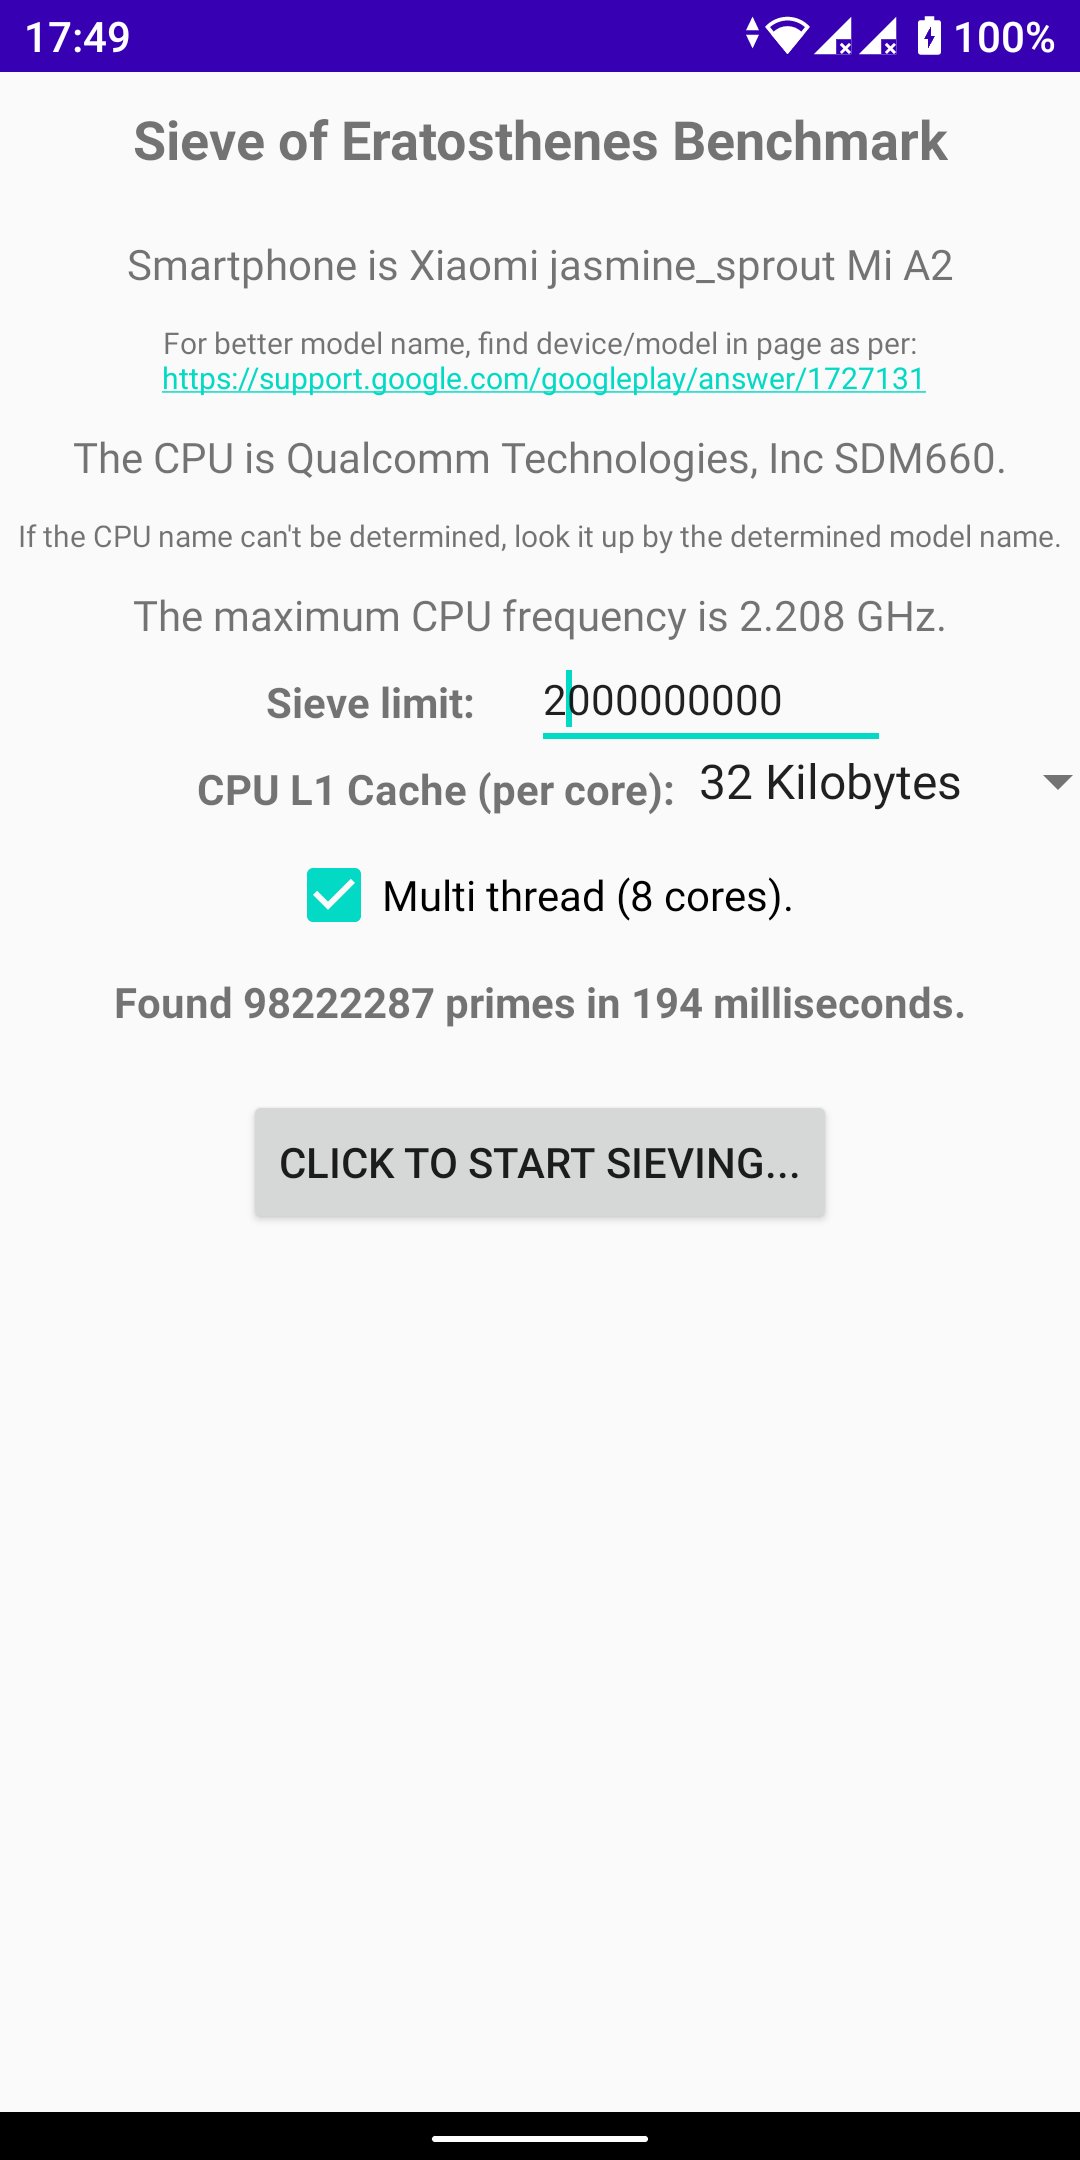 17:49
100%
Sieve of Eratosthenes Benchmark
Smartphone is Xiaomi jasmine_sprout Mi A2
For better model name, find device/model in page as per:
https://support.google.com/googleplay/answer/1727131
The CPU is Qualcomm Technologies, Inc SDM660.
If the CPU name can't be determined, look it up by the determined model name.
The maximum CPU frequency is 2.208 GHz.
Sieve limit: 2000000000
CPU L1 Cache (per core): 32 Kilobytes
Multi thread (8 cores).
Found 98222287 primes in 194 milliseconds.
CLICK TO START SIEVING...